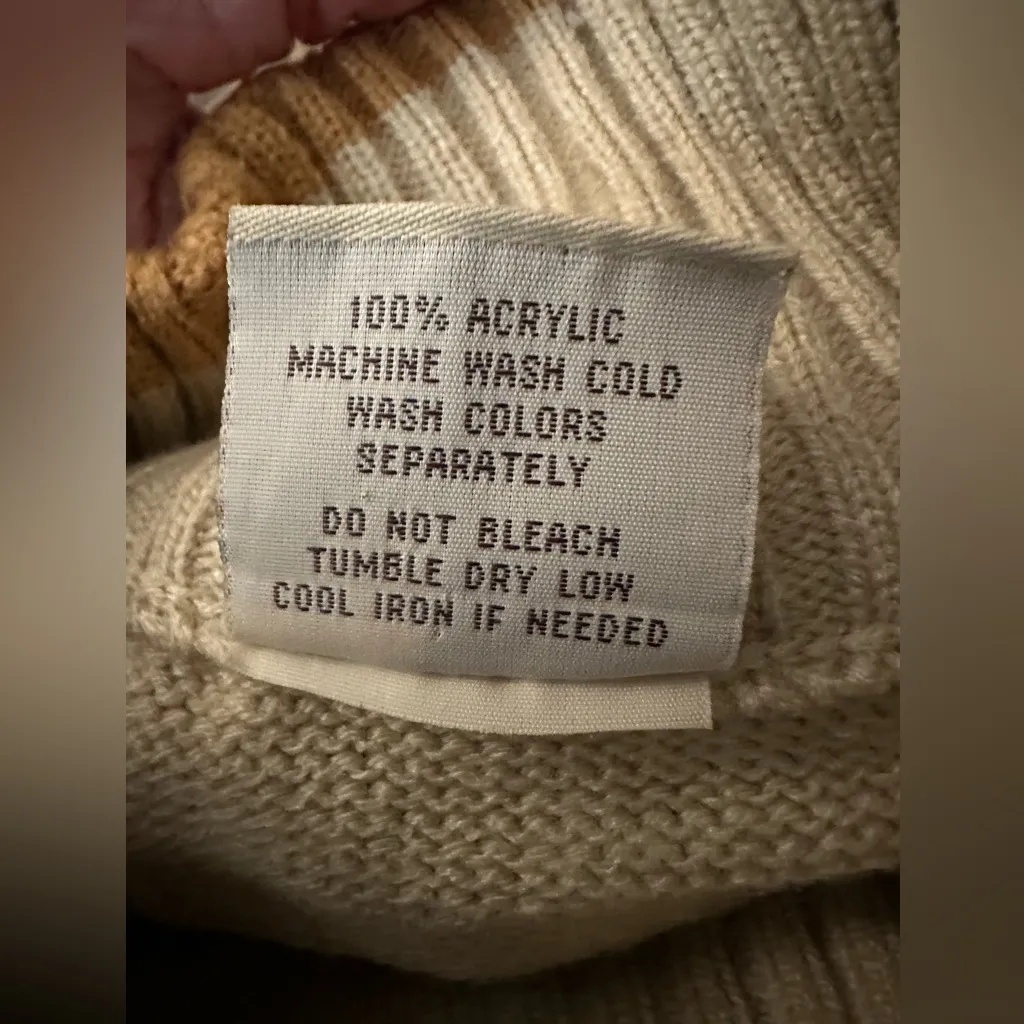 100% ACRYLIC
MACHINE WASH COLD
WASH COLORS
SEPARATELY
DO NOT BLEACH
TUMBLE DRY LOW
COOL IRON IF NEEDED